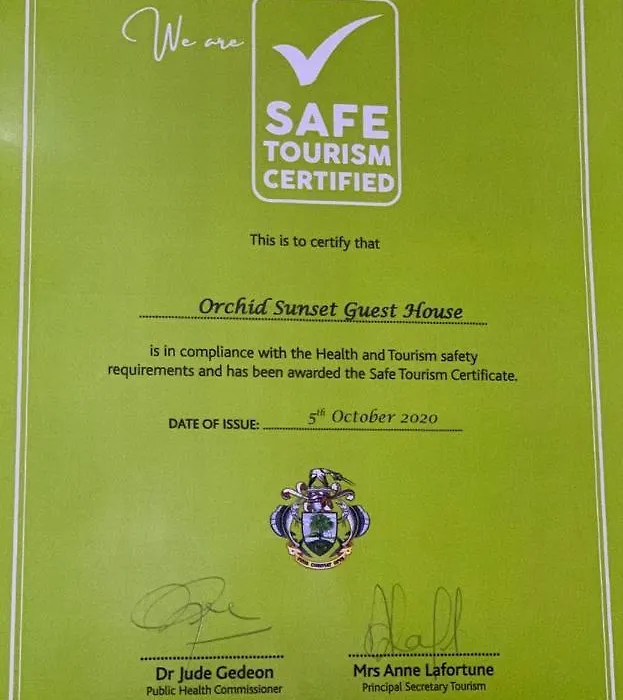 We are
SAFE
TOURISM
CERTIFIED
This is to certify that
Orchid Sunset Guest House
is in compliance with the Health and Tourism safety
requirements and has been awarded the Safe Tourism Certificate.
DATE OF ISSUE: 5th October 2020
Dr Jude Gedeon
Public Health Commissioner
Mrs Anne Lafortune
Principal Secretary Tourism